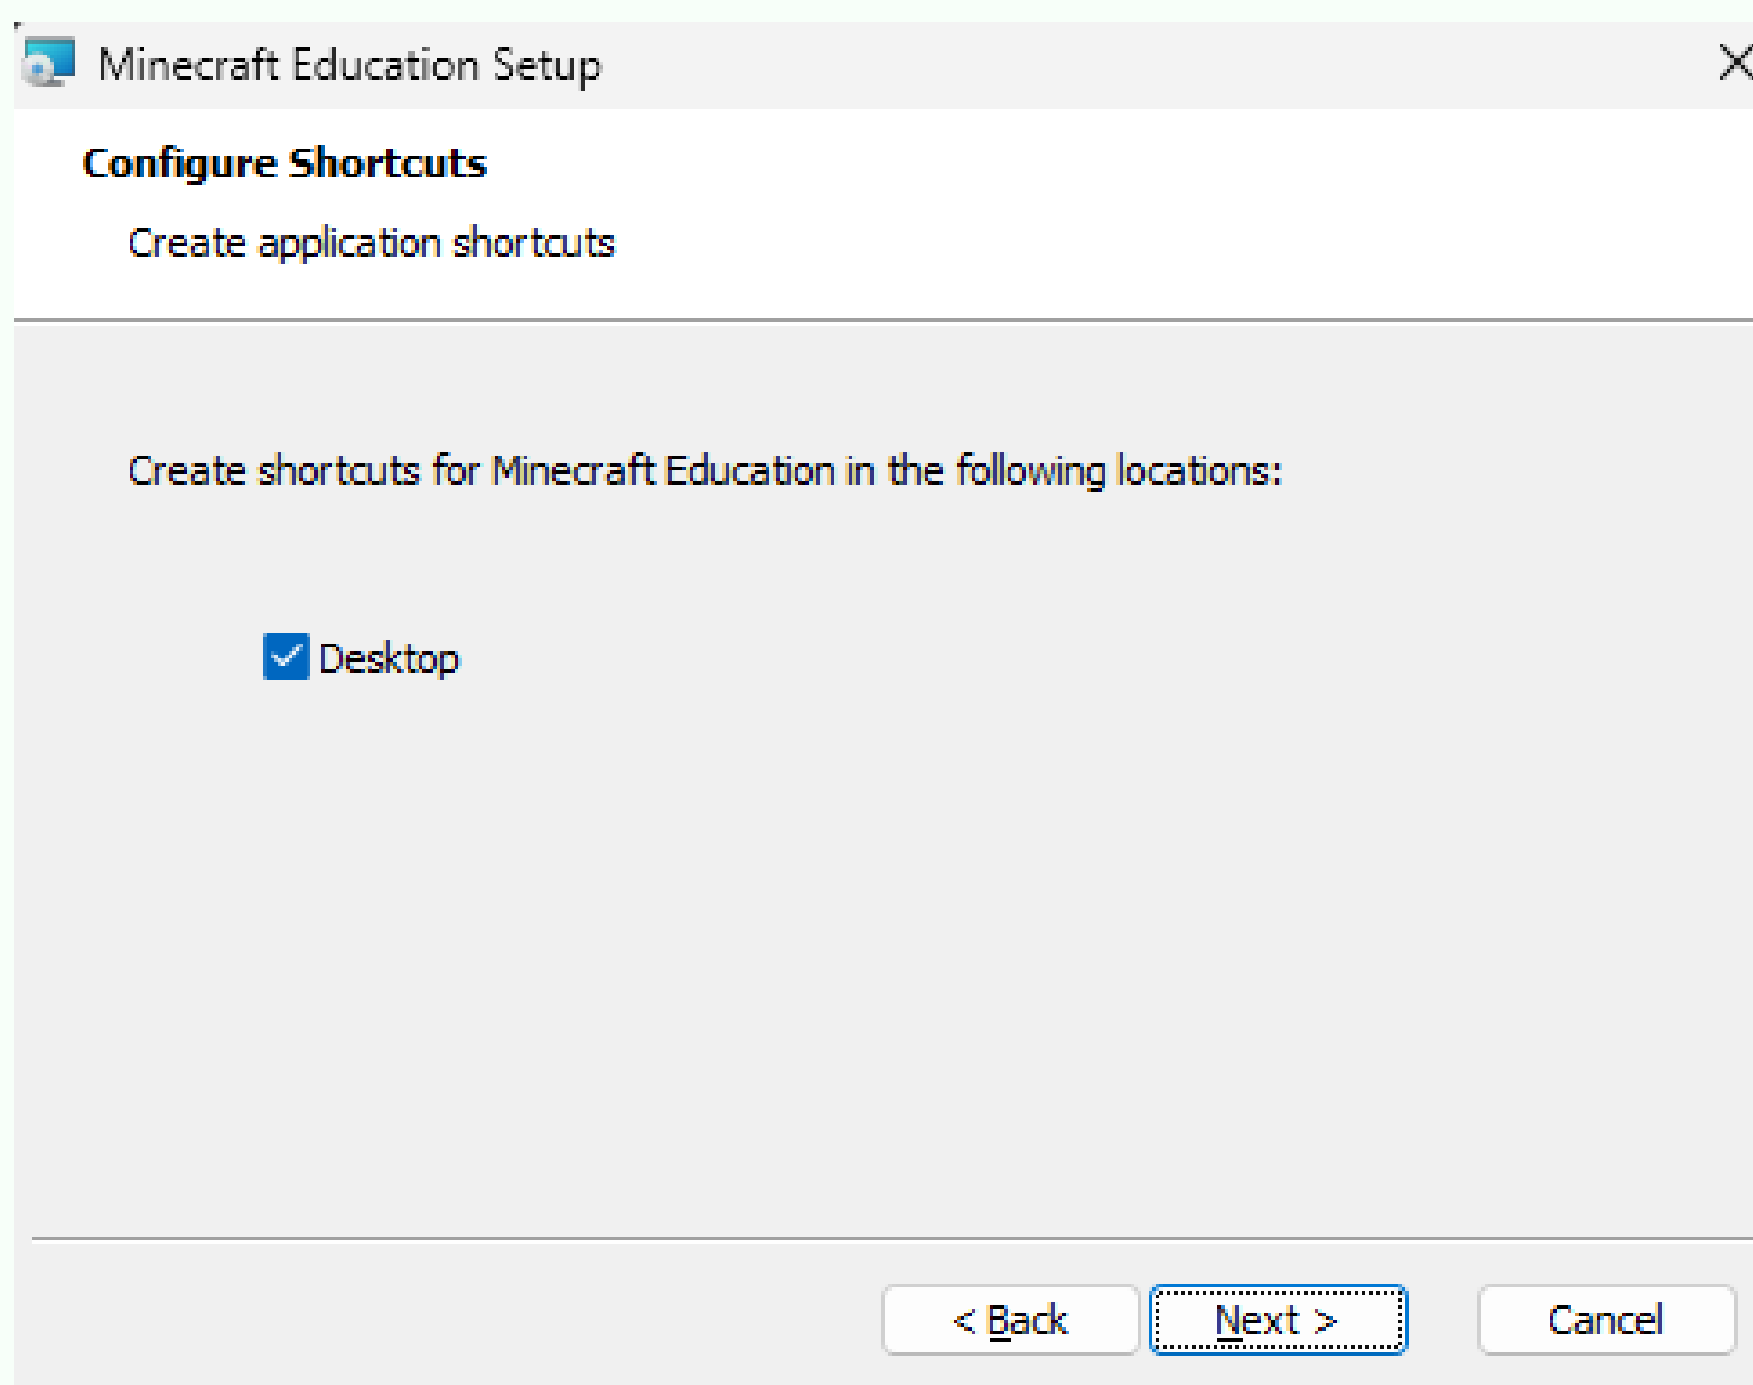 Minecraft Education Setup
Configure Shortcuts
Create application shortcuts
Create shortcuts for Minecraft Education in the following locations:
Desktop
< Back Next > Cancel